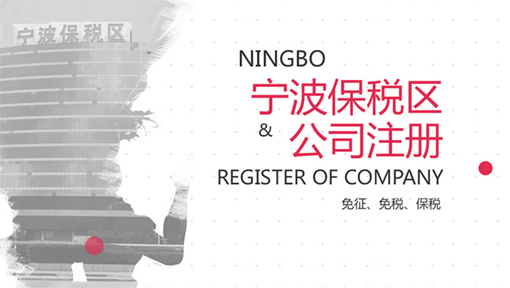 宁波保税区
NINGBO
宁波保税区
&
公司注册
REGISTER OF COMPANY
免征、免税、保税